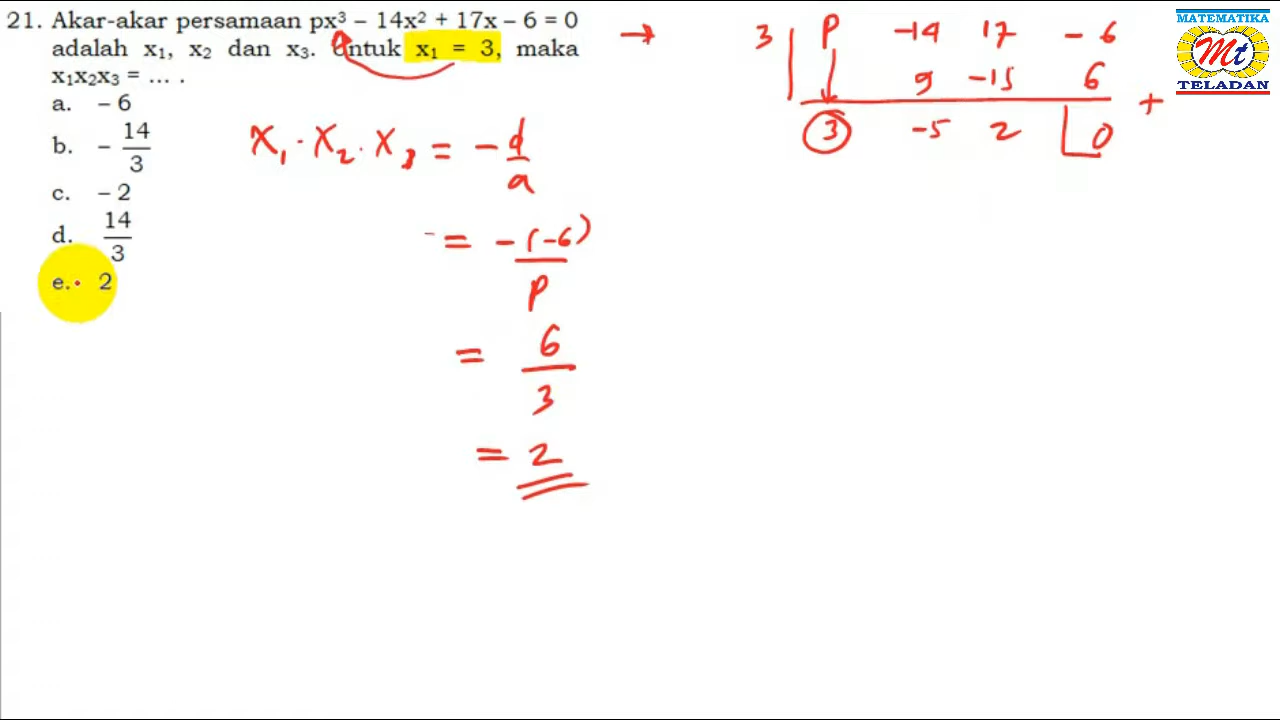 21. Akar-akar persamaan px³ – 14x² + 17x – 6 = 0
adalah x₁, x₂ dan x₃. Untuk x₁ = 3, maka
x₁x₂x₃ = ... .
a. – 6
b. – 14/3
c. – 2
d. 14/3
e. 2
x₁ . x₂ . x₃ = – d/a
= –(–6)/p
= 6/3
= 2
→ 3 | p -14 17 -6
9 -15 6 +
3 -5 2 0
MATEMATIKA
Mt
TELADAN